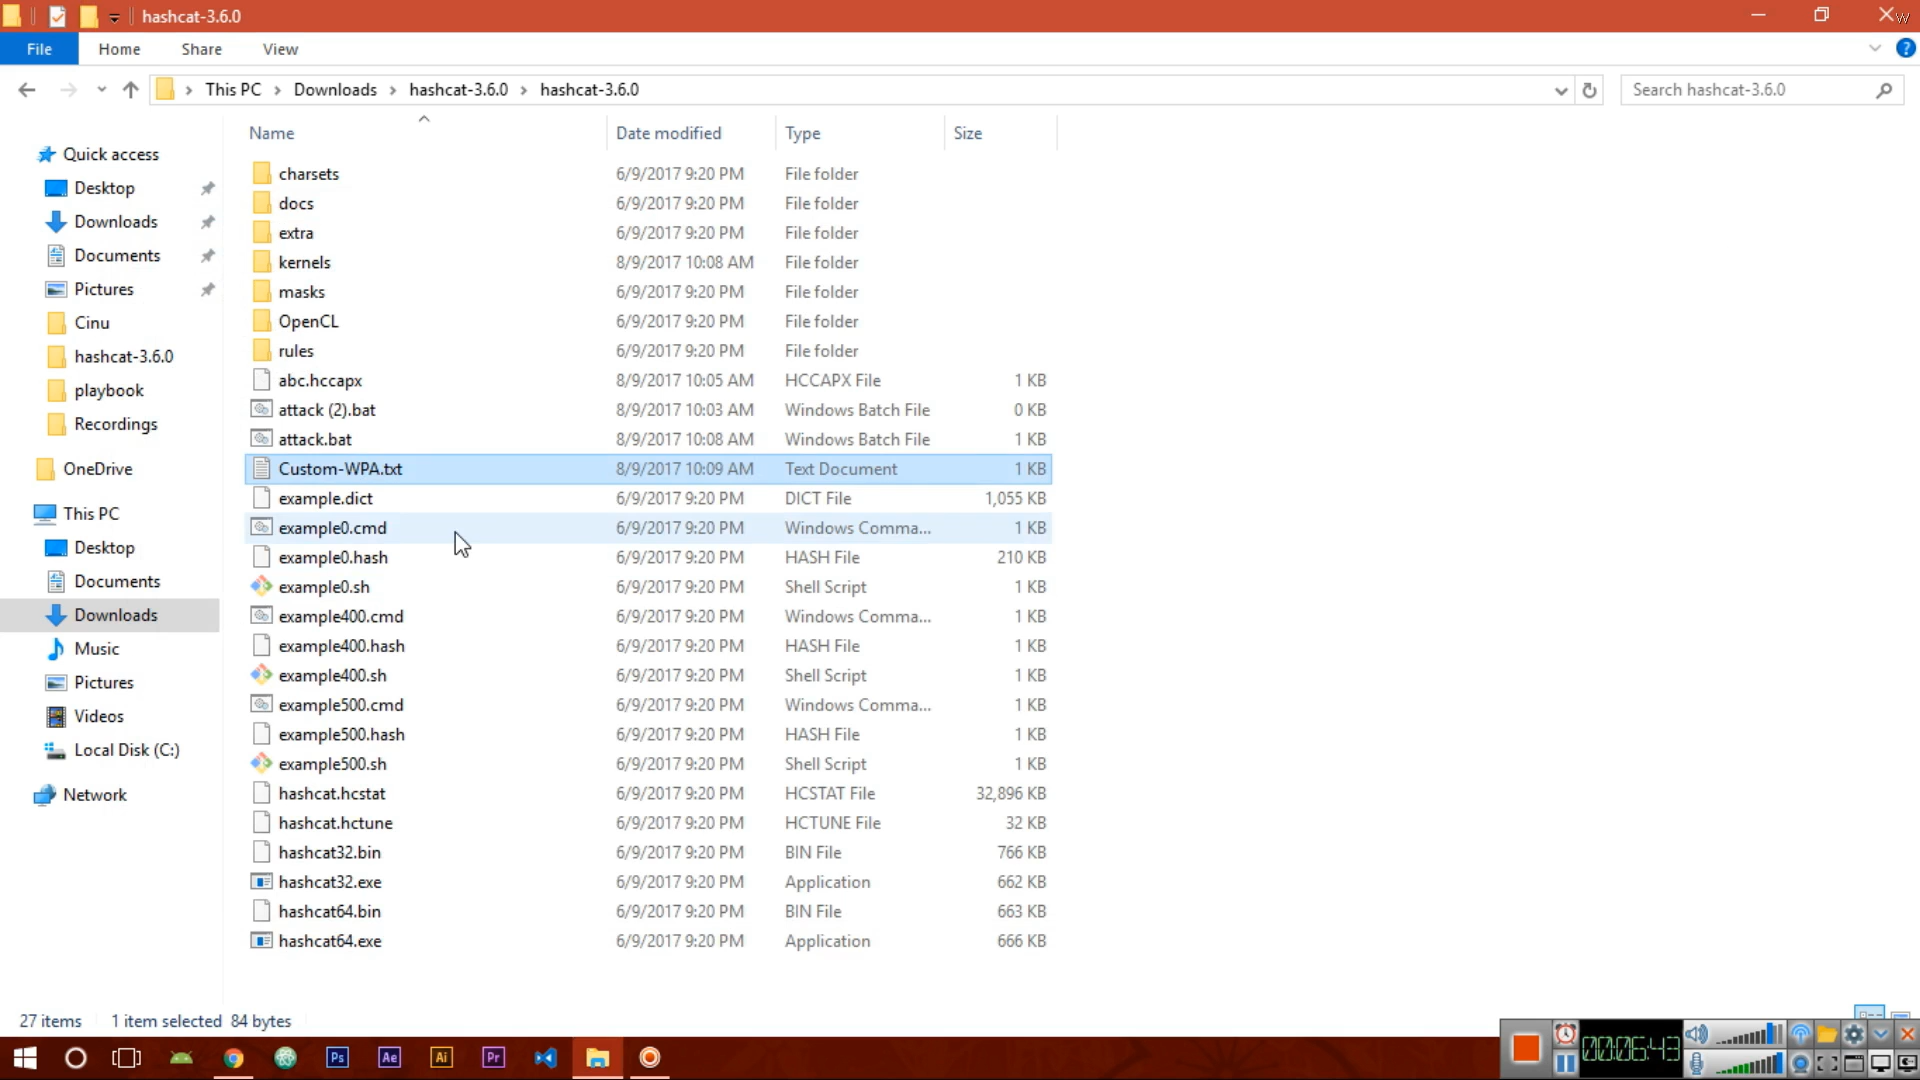 hashcat-3.6.0
W
File Home Share View
This PC Downloads hashcat-3.6.0 hashcat-3.6.0 Search hashcat-3.6.0
Name Date modified Type Size
Quick access
Desktop
Downloads
Documents
Pictures
Cinu
hashcat-3.6.0
playbook
Recordings
OneDrive
This PC
Desktop
Documents
Downloads
Music
Pictures
Videos
Local Disk (C:)
Network
charsets 6/9/2017 9:20 PM File folder
docs 6/9/2017 9:20 PM File folder
extra 6/9/2017 9:20 PM File folder
kernels 8/9/2017 10:08 AM File folder
masks 6/9/2017 9:20 PM File folder
OpenCL 6/9/2017 9:20 PM File folder
rules 6/9/2017 9:20 PM File folder
abc.hccapx 8/9/2017 10:05 AM HCCAPX File 1 KB
attack (2).bat 8/9/2017 10:03 AM Windows Batch File 0 KB
attack.bat 8/9/2017 10:08 AM Windows Batch File 1 KB
Custom-WPA.txt 8/9/2017 10:09 AM Text Document 1 KB
example.dict 6/9/2017 9:20 PM DICT File 1,055 KB
example0.cmd 6/9/2017 9:20 PM Windows Comma... 1 KB
example0.hash 6/9/2017 9:20 PM HASH File 210 KB
example0.sh 6/9/2017 9:20 PM Shell Script 1 KB
example400.cmd 6/9/2017 9:20 PM Windows Comma... 1 KB
example400.hash 6/9/2017 9:20 PM HASH File 1 KB
example400.sh 6/9/2017 9:20 PM Shell Script 1 KB
example500.cmd 6/9/2017 9:20 PM Windows Comma... 1 KB
example500.hash 6/9/2017 9:20 PM HASH File 1 KB
example500.sh 6/9/2017 9:20 PM Shell Script 1 KB
hashcat.hcstat 6/9/2017 9:20 PM HCSTAT File 32,896 KB
hashcat.hctune 6/9/2017 9:20 PM HCTUNE File 32 KB
hashcat32.bin 6/9/2017 9:20 PM BIN File 766 KB
hashcat32.exe 6/9/2017 9:20 PM Application 662 KB
hashcat64.bin 6/9/2017 9:20 PM BIN File 663 KB
hashcat64.exe 6/9/2017 9:20 PM Application 666 KB
27 items 1 item selected 84 bytes
Ps Ae Ai Pr
00:06:43